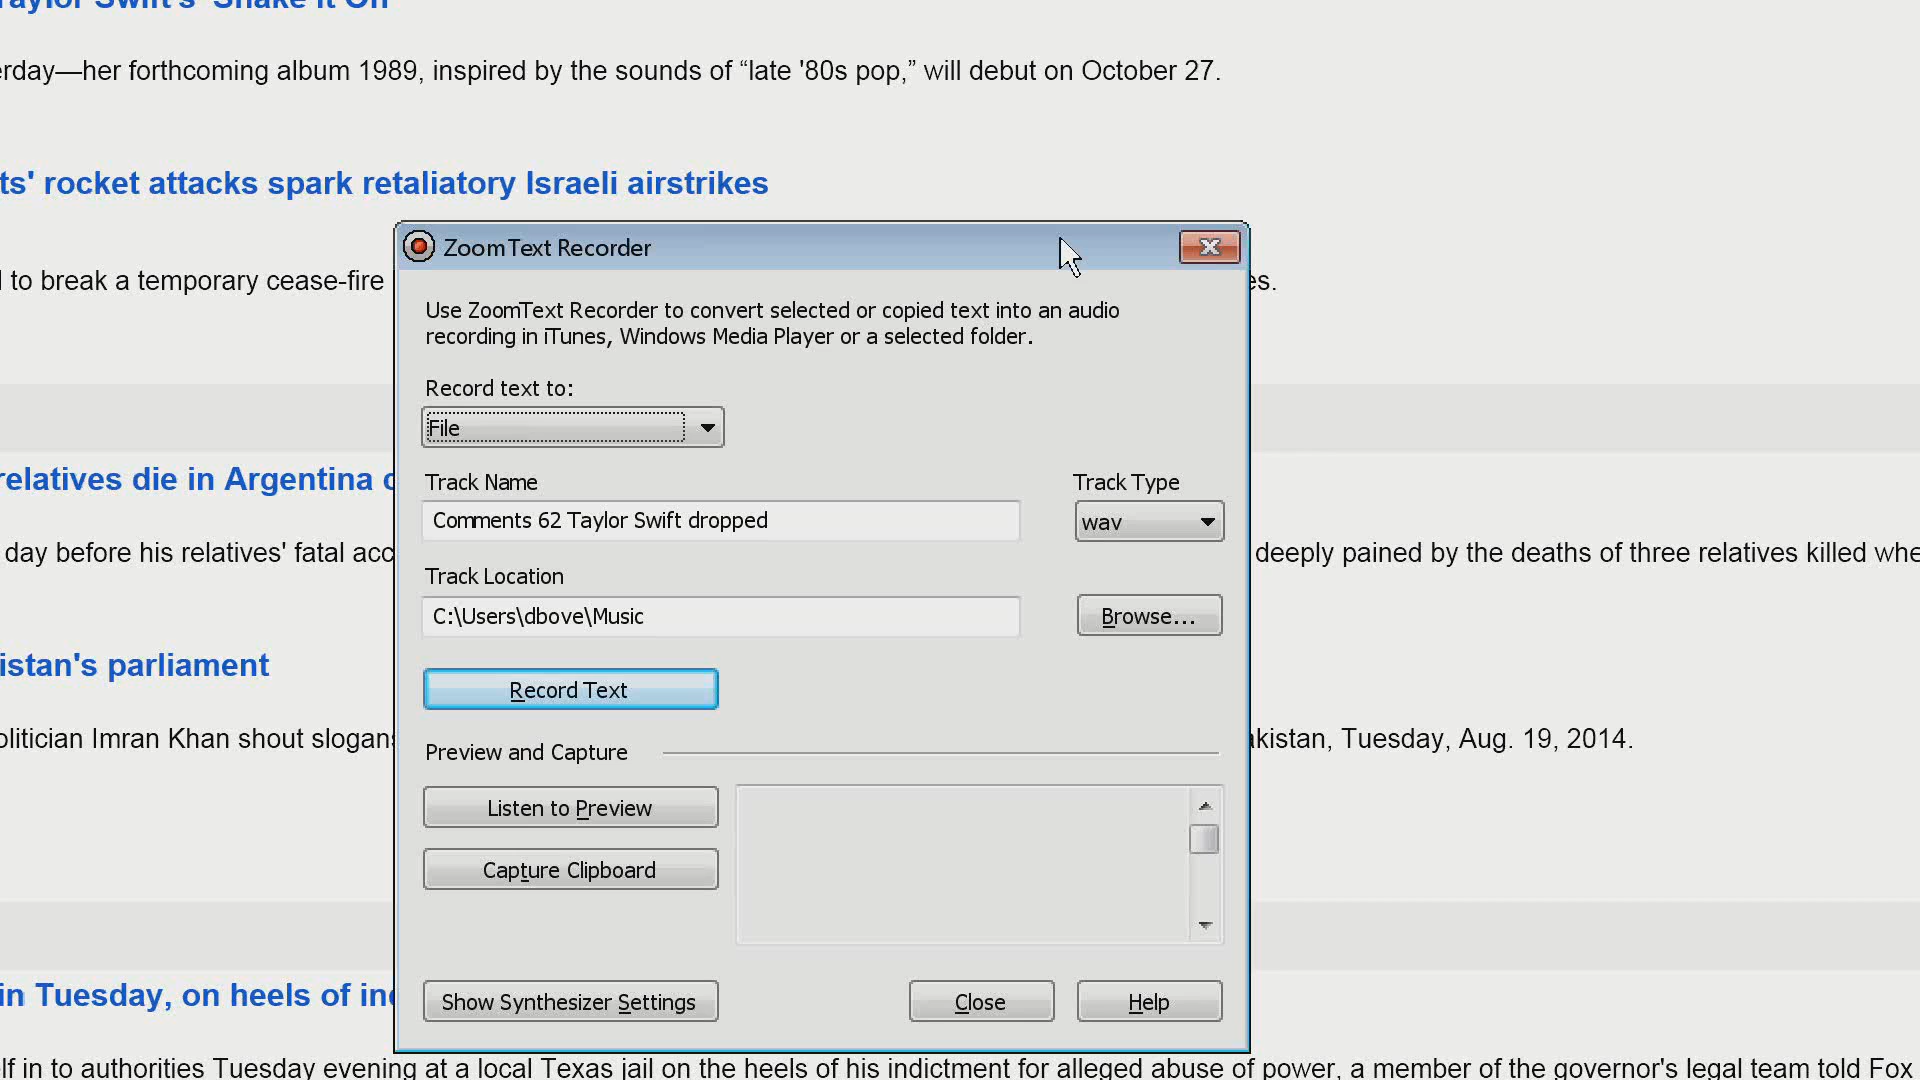 Taylor Swift's 'Shake It Off'
erday—her forthcoming album 1989, inspired by the sounds of “late '80s pop,” will debut on October 27.
ts' rocket attacks spark retaliatory Israeli airstrikes
ZoomText Recorder
to break a temporary cease-fire
es.
Use ZoomText Recorder to convert selected or copied text into an audio
recording in iTunes, Windows Media Player or a selected folder.
Record text to:
File
relatives die in Argentina
Track Name
Track Type
Comments 62 Taylor Swift dropped
wav
day before his relatives' fatal acc
deeply pained by the deaths of three relatives killed whe
Track Location
C:\Users\dbove\Music
Browse...
istan's parliament
Record Text
olitician Imran Khan shout slogans
akistan, Tuesday, Aug. 19, 2014.
Preview and Capture
Listen to Preview
Capture Clipboard
in Tuesday, on heels of ind
Show Synthesizer Settings
Close
Help
lf in to authorities Tuesday evening at a local Texas jail on the heels of his indictment for alleged abuse of power, a member of the governor's legal team told Fox